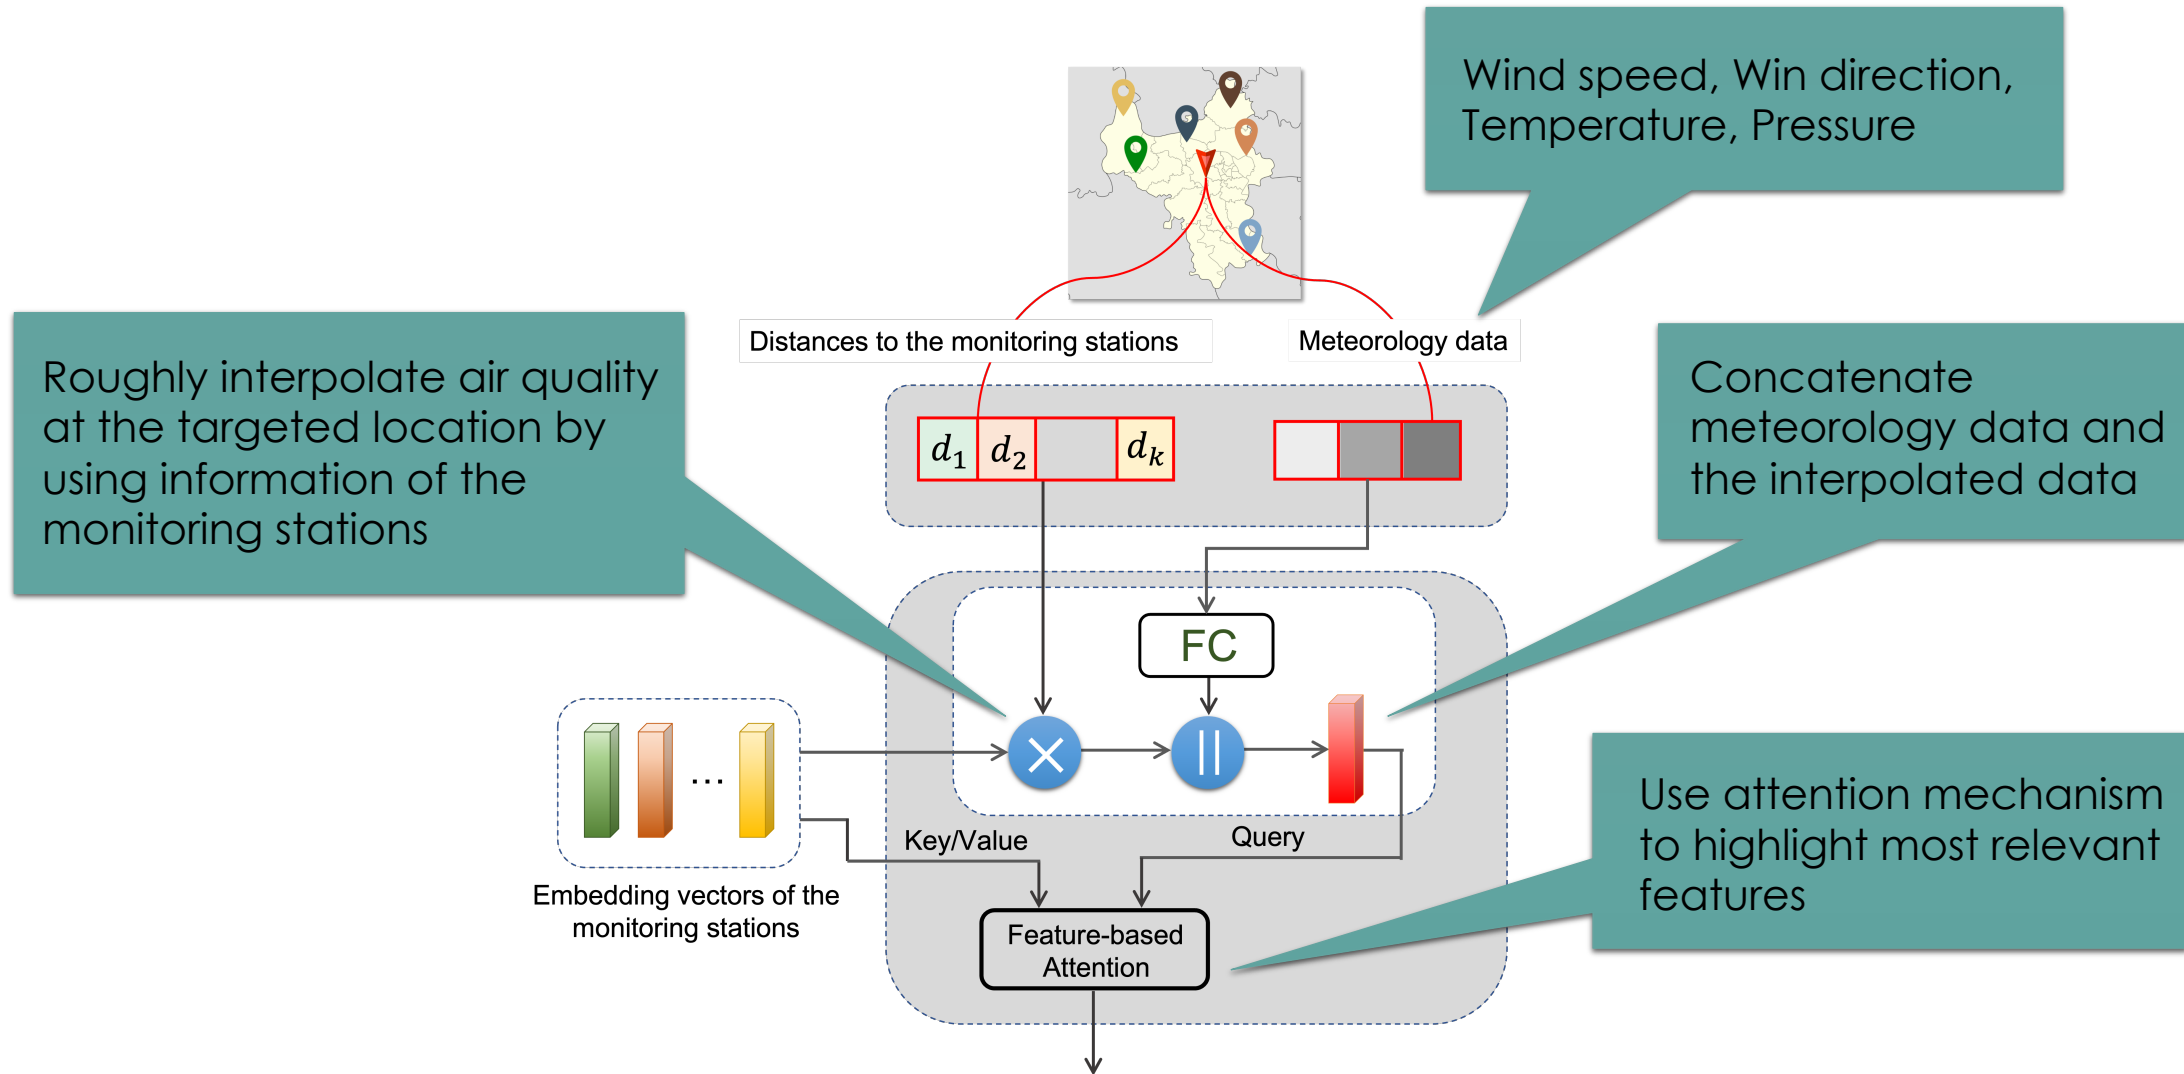 Wind speed, Win direction,
Temperature, Pressure
Distances to the monitoring stations
Meteorology data
Roughly interpolate air quality
at the targeted location by
using information of the
monitoring stations
Concatenate
meteorology data and
the interpolated data
d₁ d₂ dₖ
FC
×
||
...
Key/Value
Query
Embedding vectors of the
monitoring stations
Use attention mechanism
to highlight most relevant
features
Feature-based
Attention